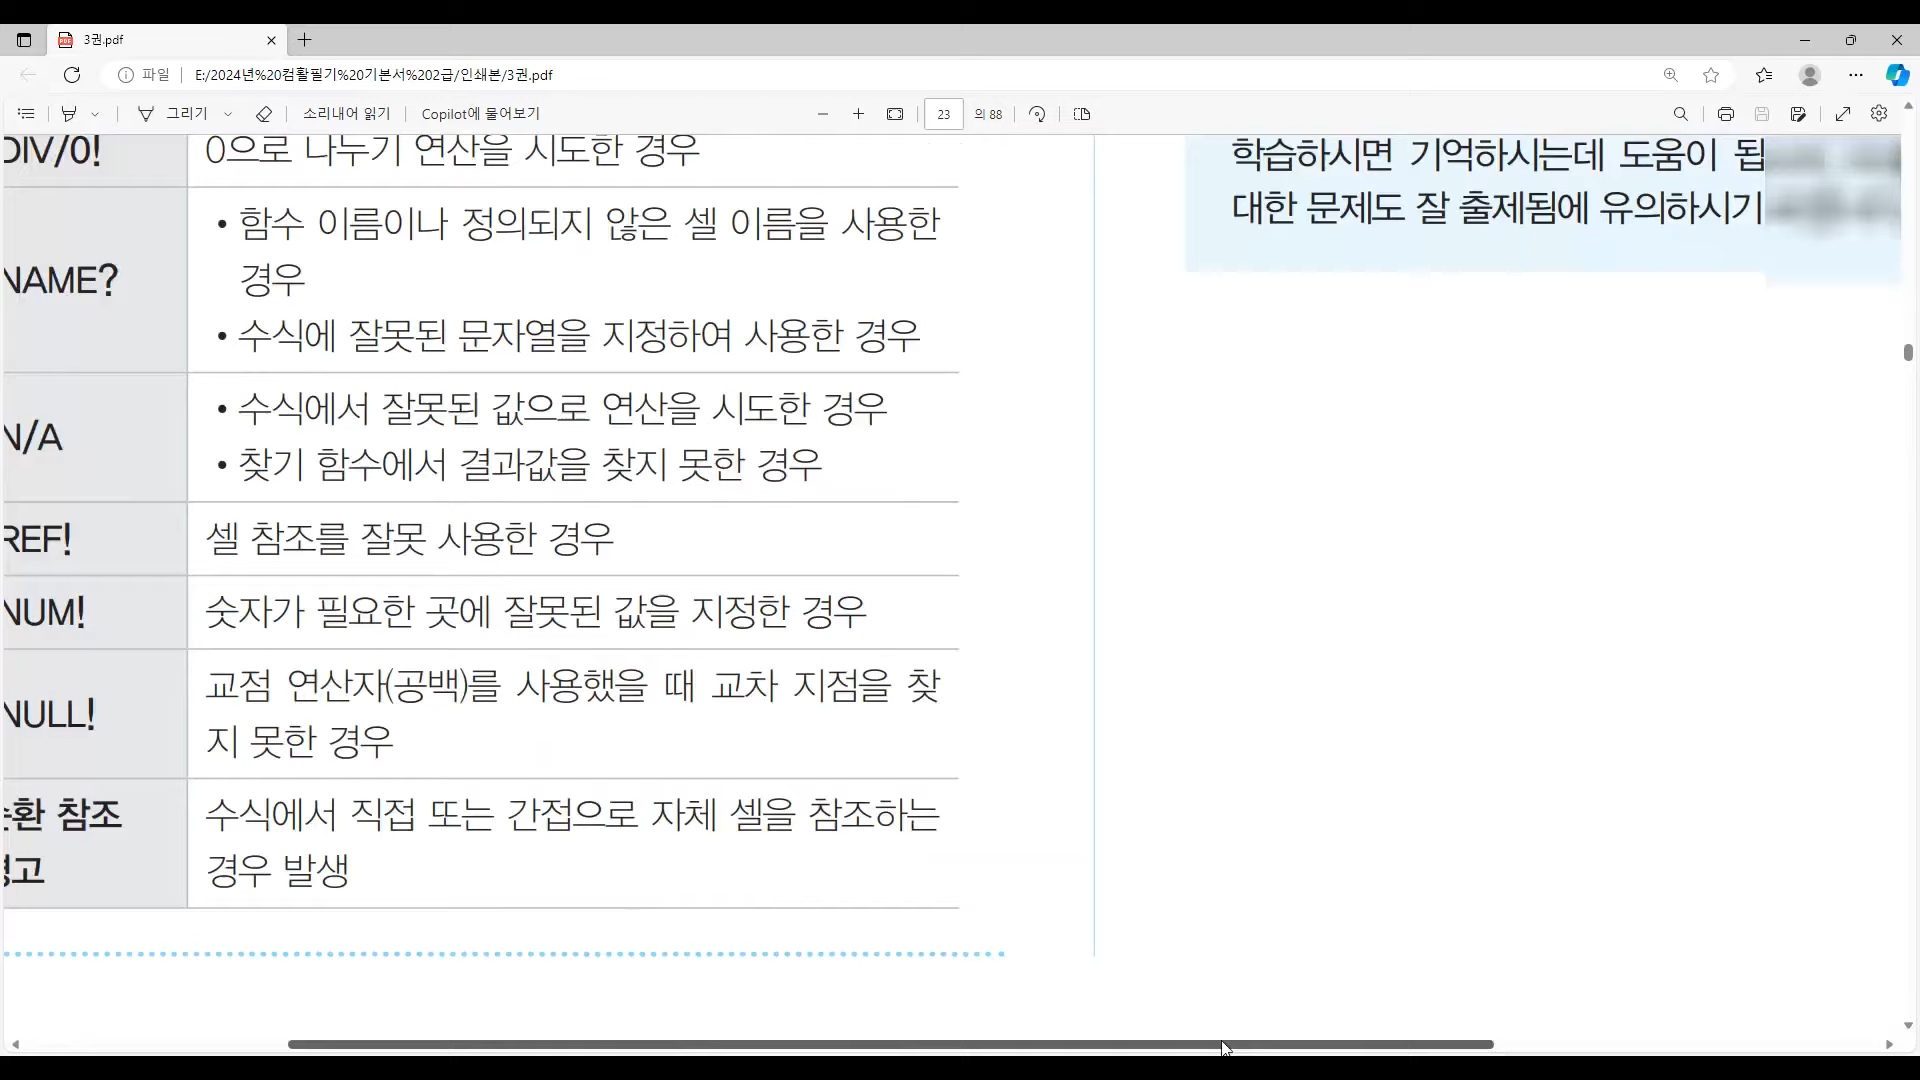 3권.pdf
파일
E:/2024년%20컴활필기%20기본서%202급/인쇄본/3권.pdf
그리기
소리내어 읽기
Copilot에 물어보기
23
의 88
DIV/0!
0으로 나누기 연산을 시도한 경우
NAME?
• 함수 이름이나 정의되지 않은 셀 이름을 사용한
경우
• 수식에 잘못된 문자열을 지정하여 사용한 경우
N/A
• 수식에서 잘못된 값으로 연산을 시도한 경우
• 찾기 함수에서 결과값을 찾지 못한 경우
REF!
셀 참조를 잘못 사용한 경우
NUM!
숫자가 필요한 곳에 잘못된 값을 지정한 경우
NULL!
교점 연산자(공백)를 사용했을 때 교차 지점을 찾
지 못한 경우
환 참조
고
수식에서 직접 또는 간접으로 자체 셀을 참조하는
경우 발생
학습하시면 기억하시는데 도움이 됩
대한 문제도 잘 출제됨에 유의하시기